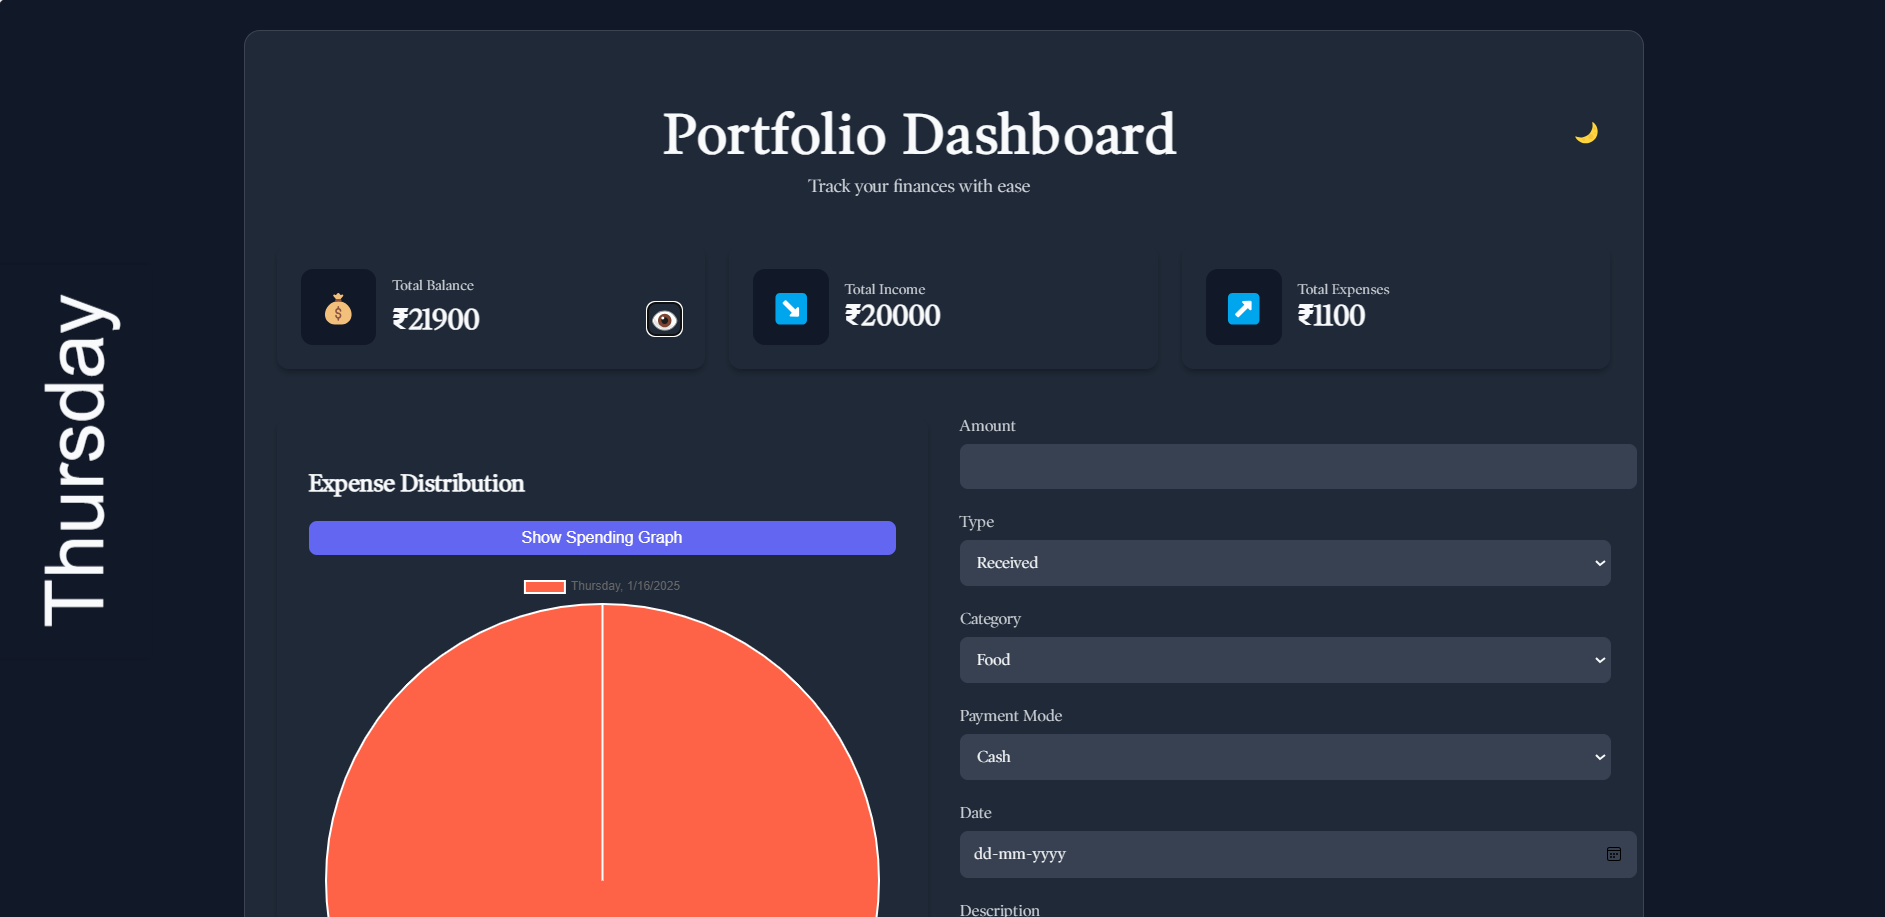 Thursday
Portfolio Dashboard
Track your finances with ease
Total Balance
₹21900
Total Income
₹20000
Total Expenses
₹1100
Expense Distribution
Show Spending Graph
Thursday, 1/16/2025
Amount
Type
Received
Category
Food
Payment Mode
Cash
Date
dd-mm-yyyy
Description